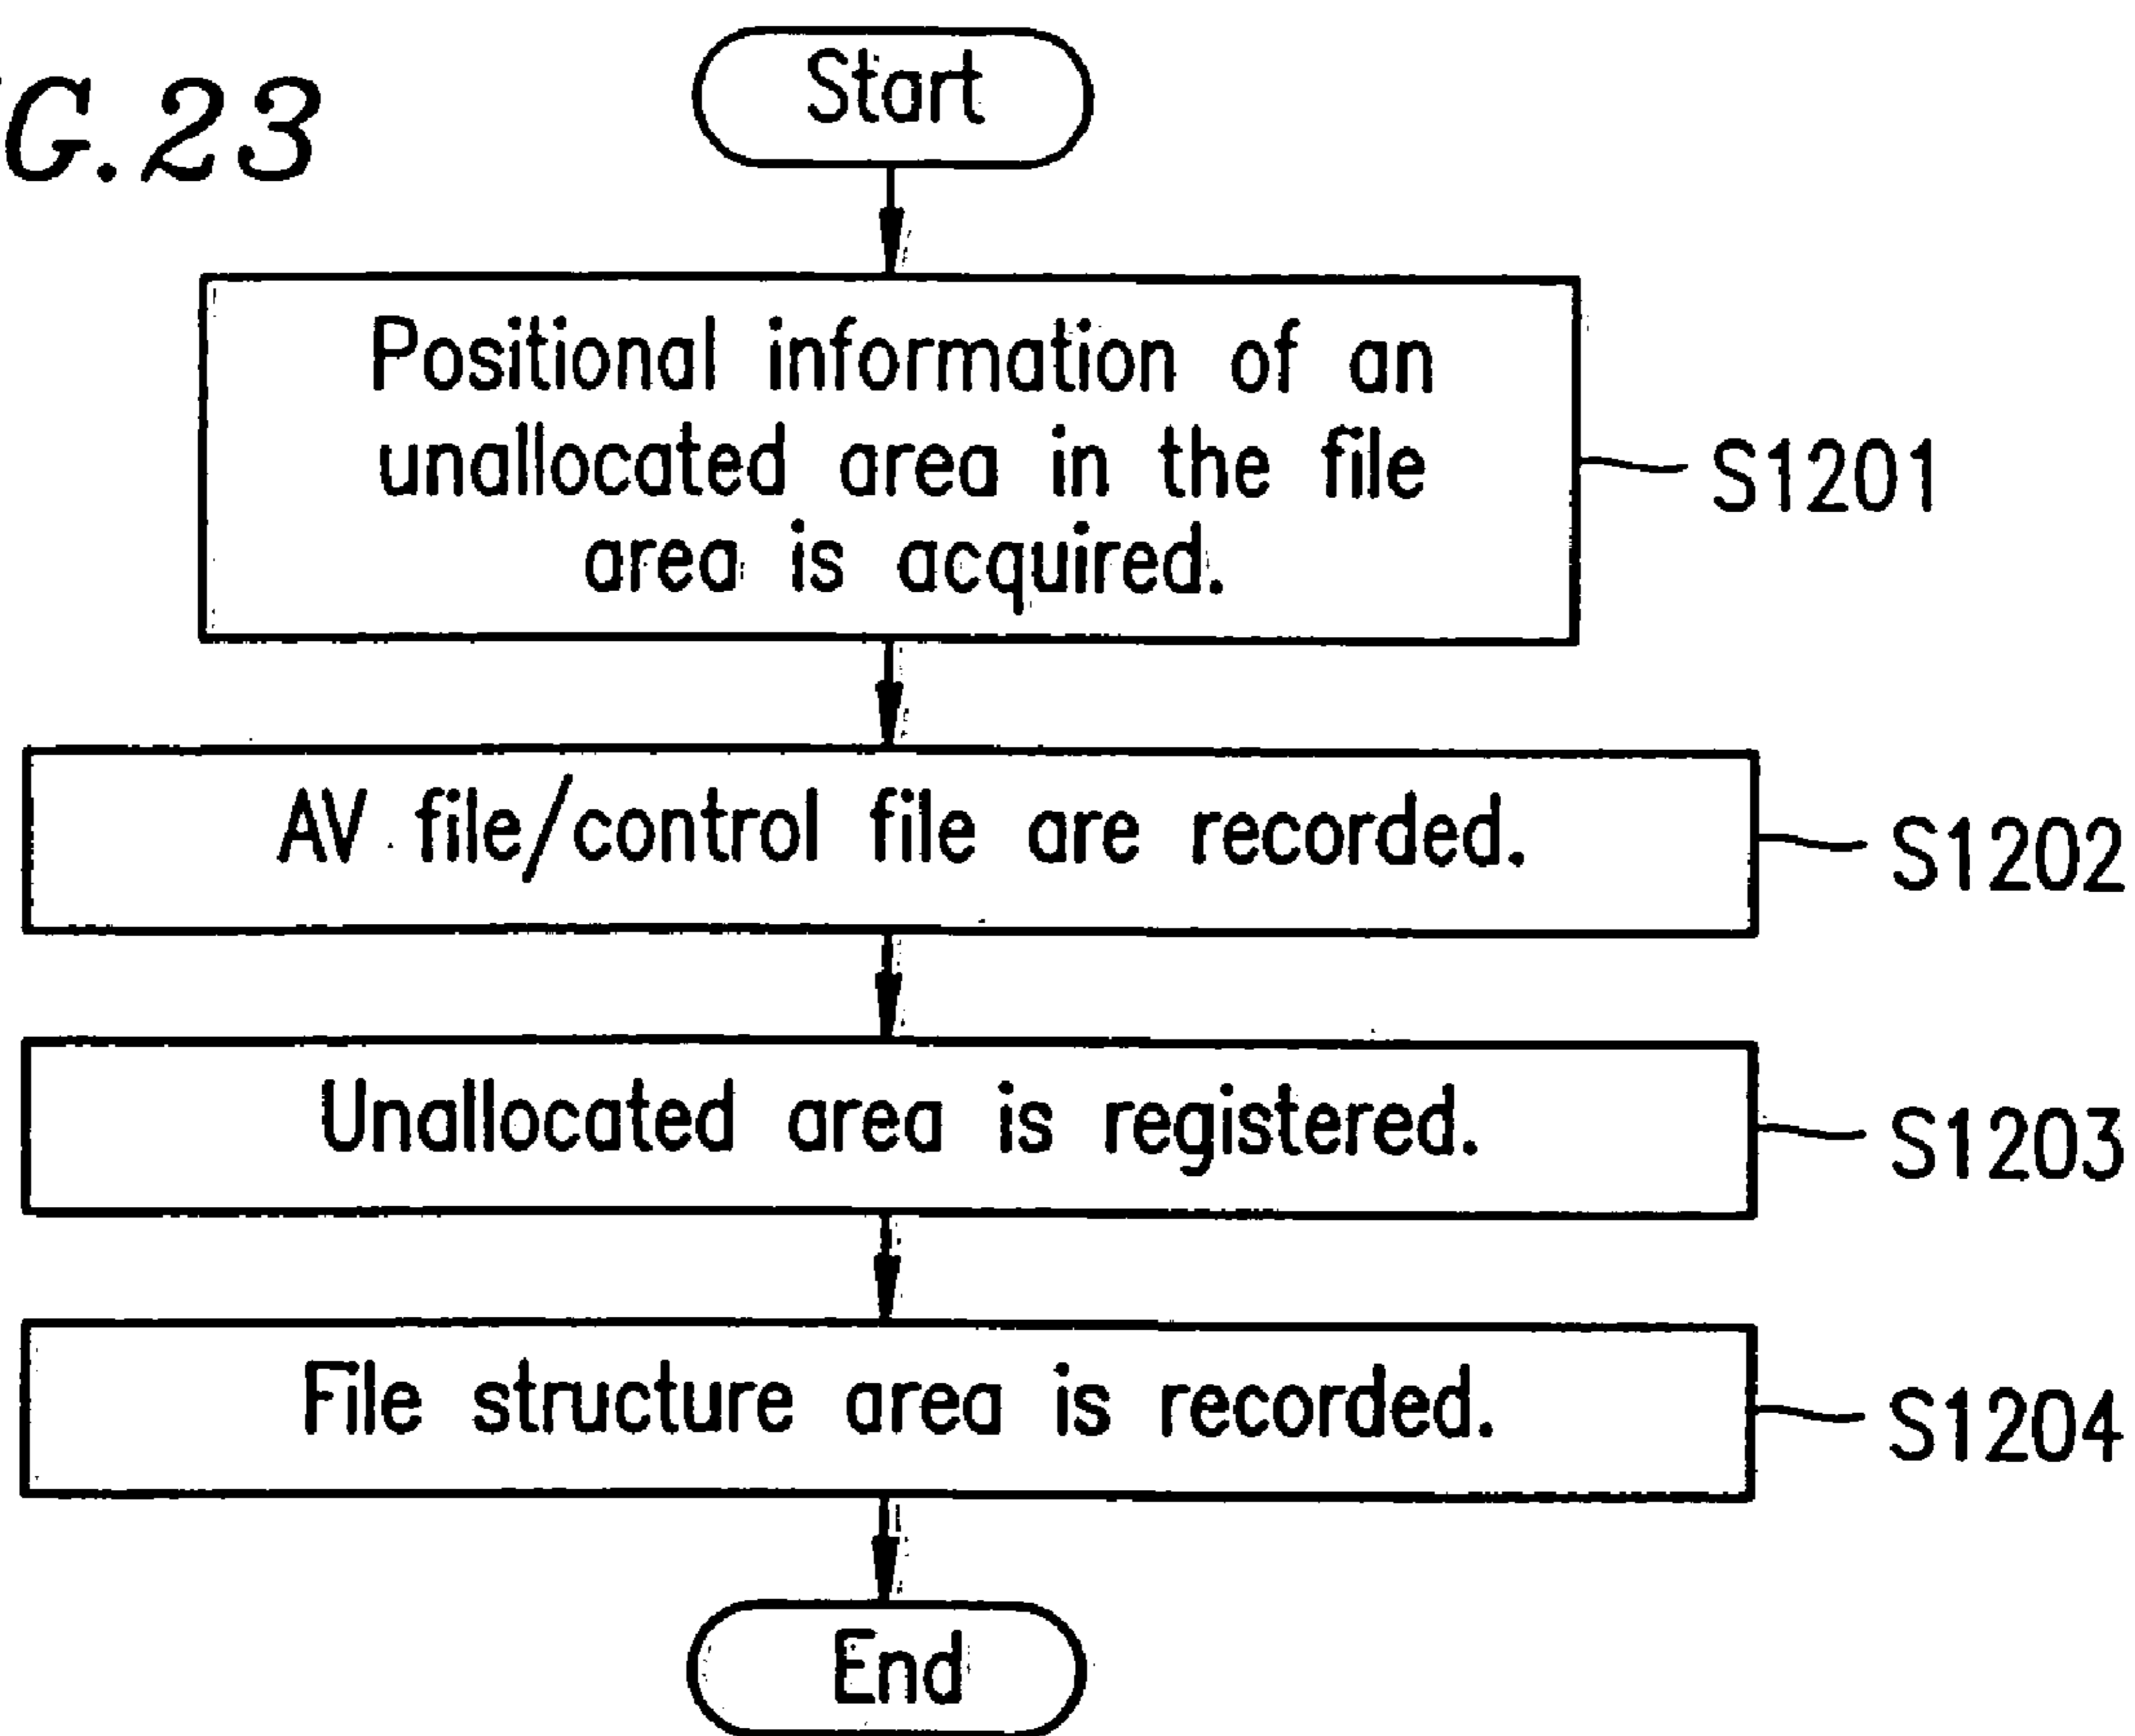 G.23
Start
Positional information of an
unallocated area in the file
area is acquired.
S1201
AV file/control file are recorded.
S1202
Unallocated area is registered.
S1203
File structure area is recorded.
S1204
End